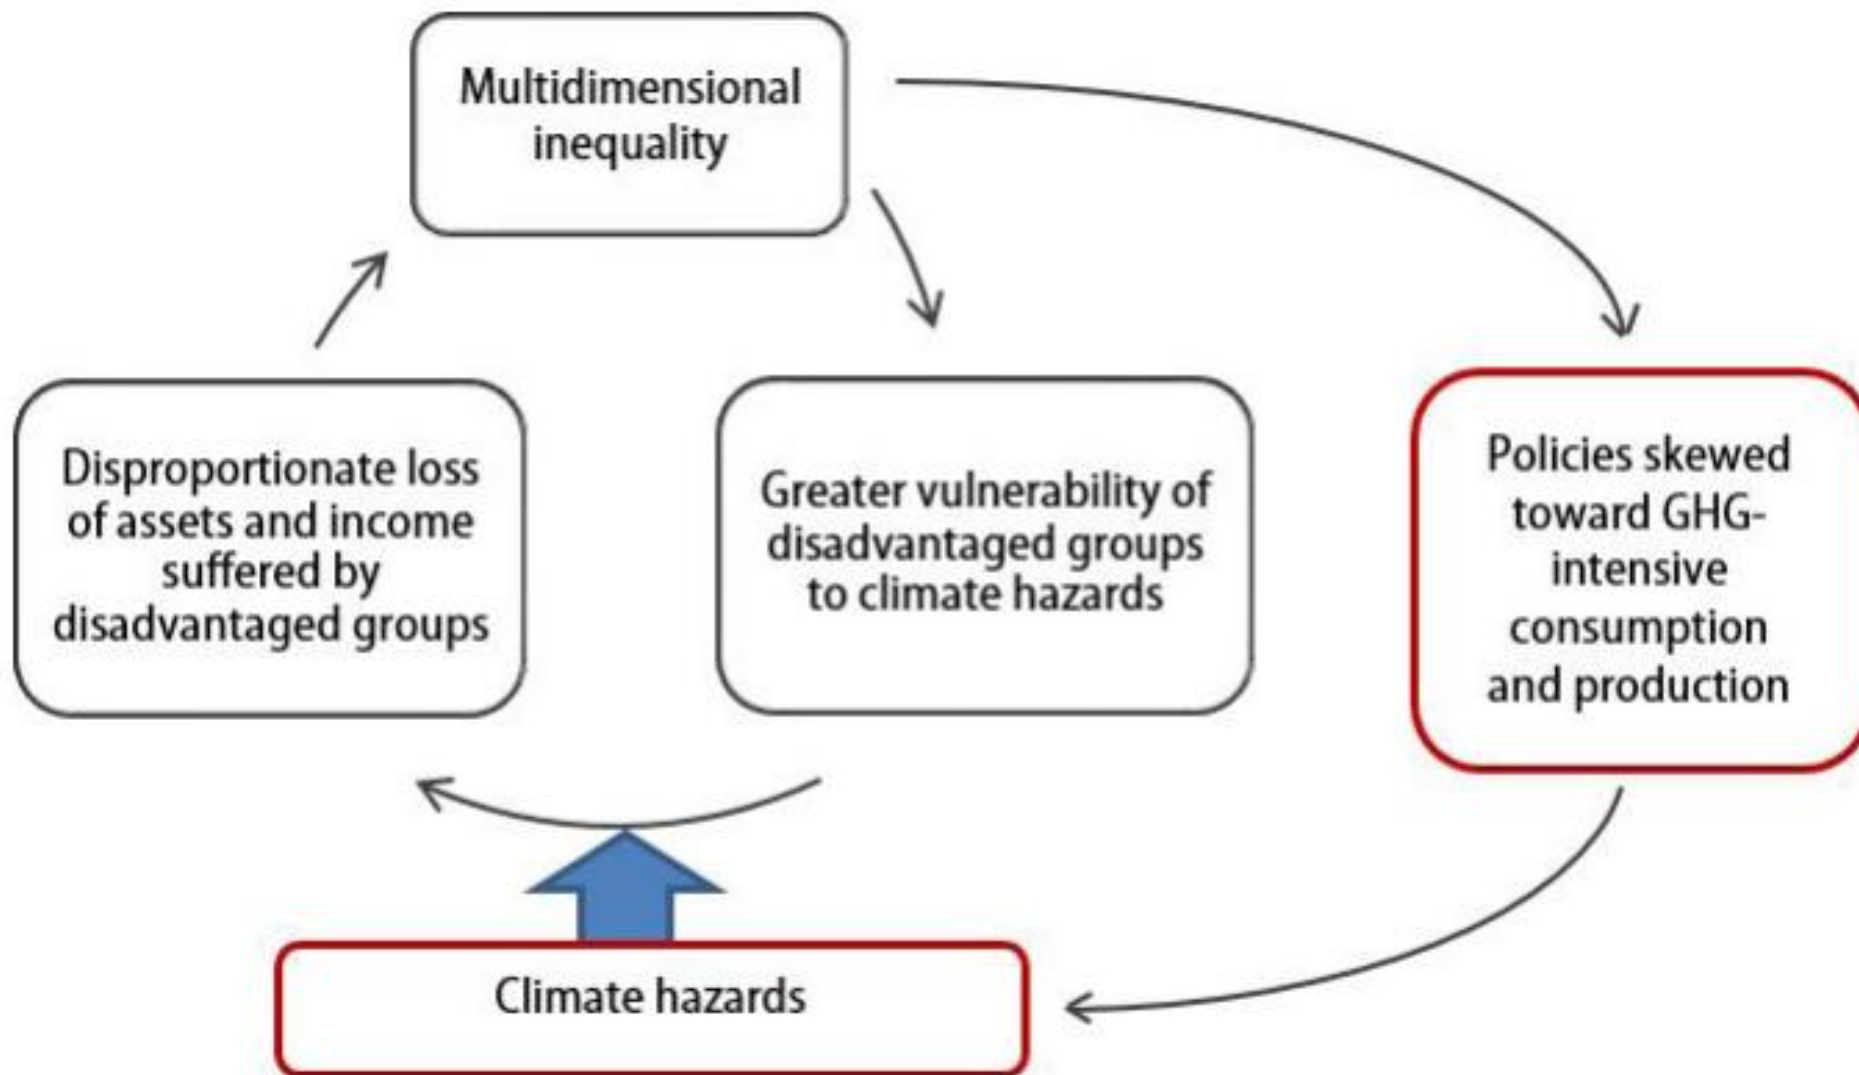 Multidimensional
inequality
Disproportionate loss
of assets and income
suffered by
disadvantaged groups
Greater vulnerability of
disadvantaged groups
to climate hazards
Policies skewed
toward GHG-
intensive
consumption
and production
Climate hazards